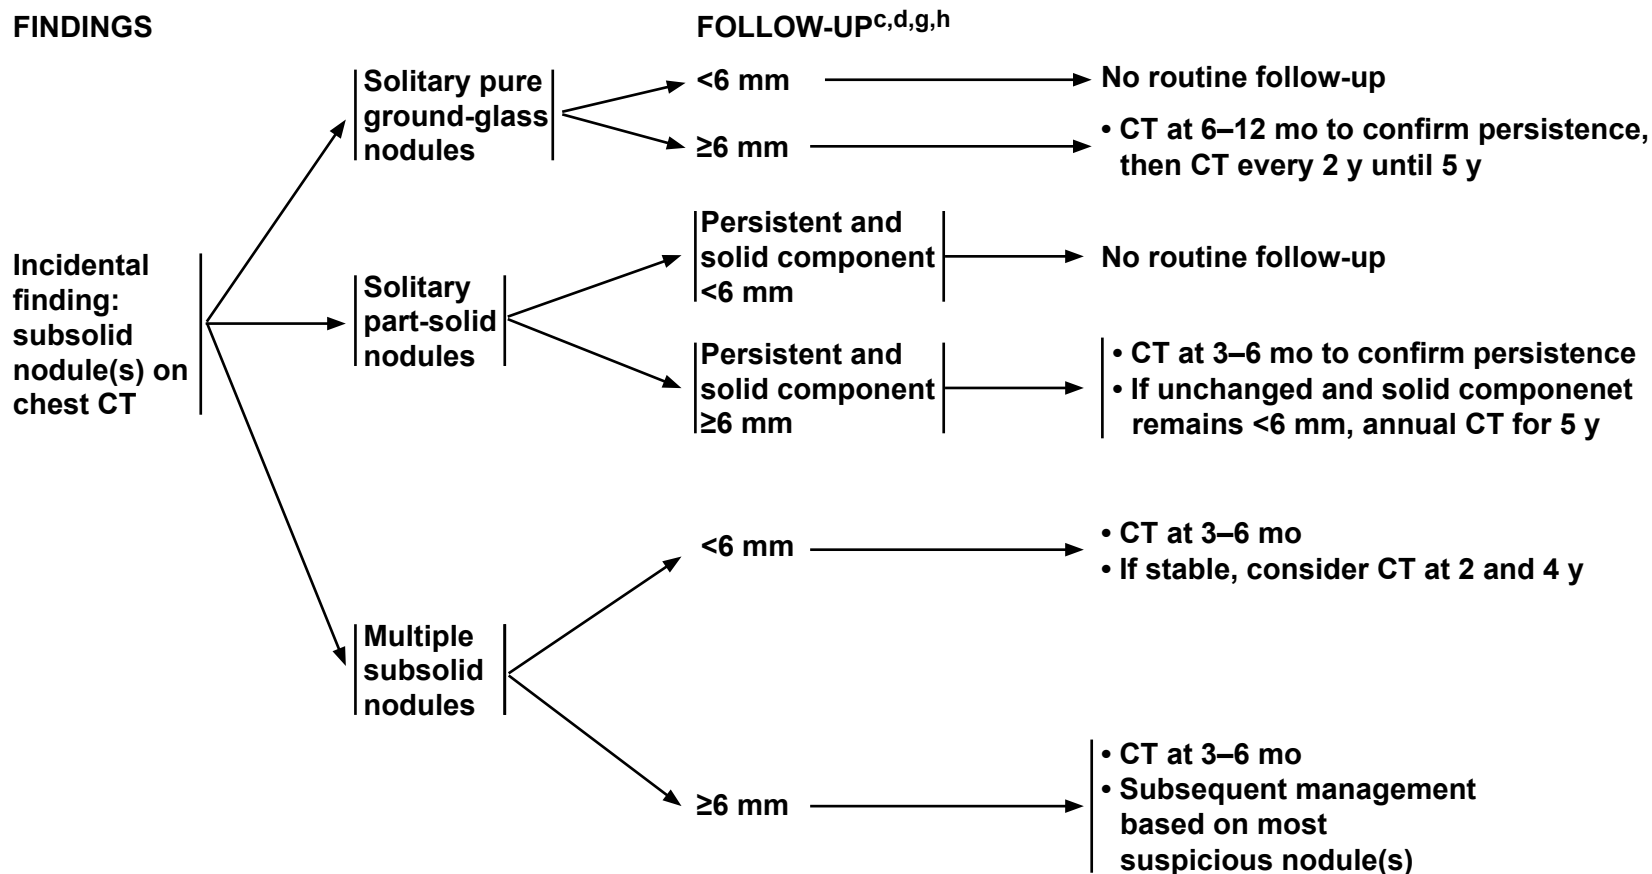 FINDINGS
FOLLOW-UPc,d,g,h
Incidental
finding:
subsolid
nodule(s) on
chest CT
Solitary pure
ground-glass
nodules
<6 mm
No routine follow-up
≥6 mm
• CT at 6–12 mo to confirm persistence,
then CT every 2 y until 5 y
Solitary
part-solid
nodules
Persistent and
solid component
<6 mm
No routine follow-up
Persistent and
solid component
≥6 mm
• CT at 3–6 mo to confirm persistence
• If unchanged and solid componenet
remains <6 mm, annual CT for 5 y
Multiple
subsolid
nodules
<6 mm
• CT at 3–6 mo
• If stable, consider CT at 2 and 4 y
≥6 mm
• CT at 3–6 mo
• Subsequent management
based on most
suspicious nodule(s)